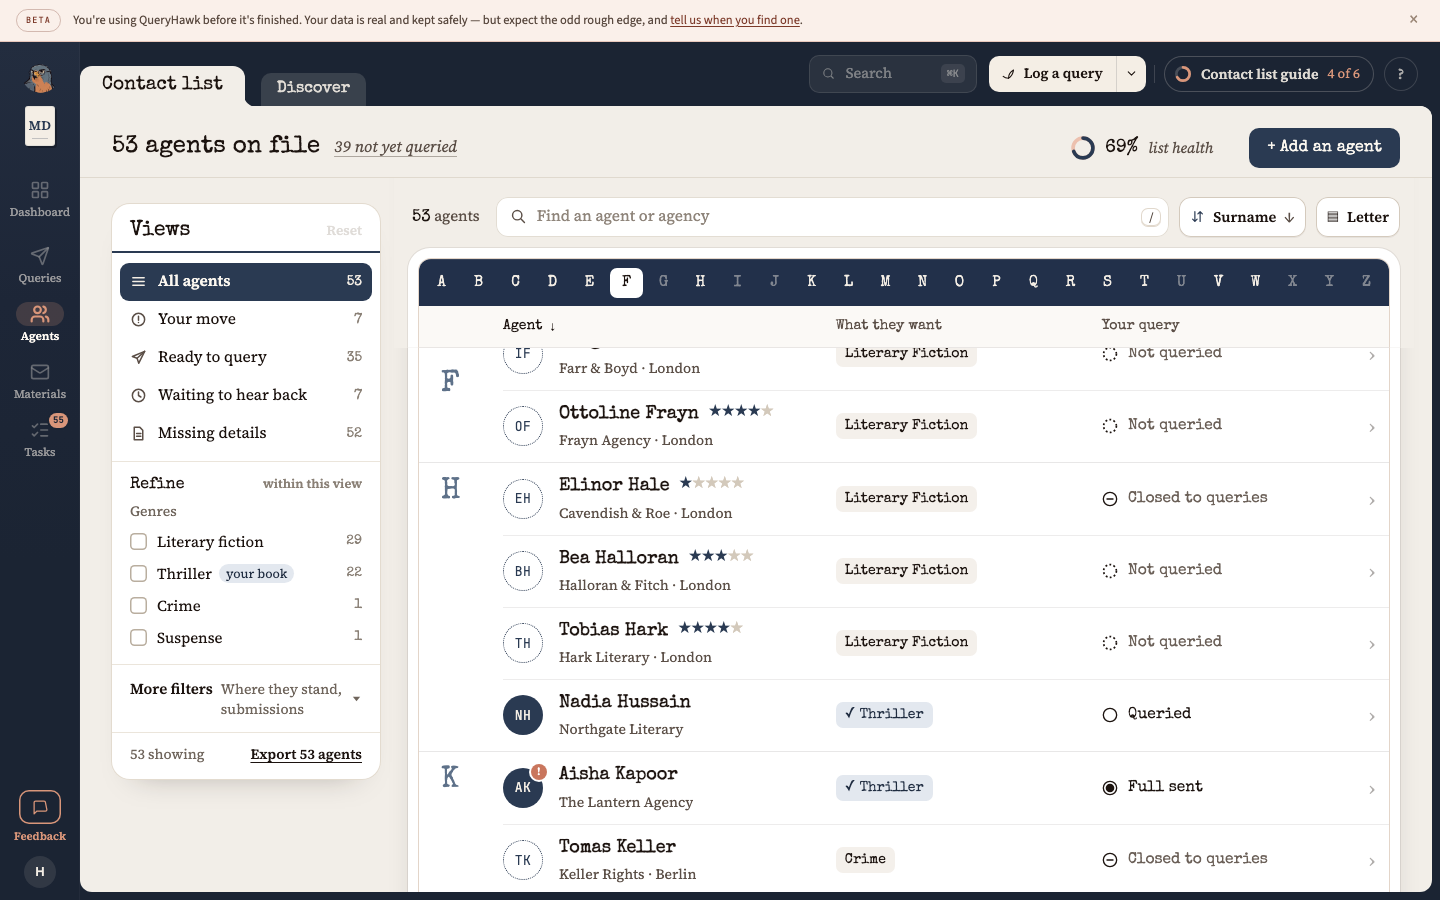 BETA You're using QueryHawk before it's finished. Your data is real and kept safely — but expect the odd rough edge, and tell us when you find one. ×
MD
Dashboard
Queries
Agents
Materials
55
Tasks
Feedback
H
Contact list
Discover
Search ⌘K
Log a query
Contact list guide 4 of 6
?
53 agents on file 39 not yet queried
69% list health
+ Add an agent
Views Reset
All agents 53
Your move 7
Ready to query 35
Waiting to hear back 7
Missing details 52
Refine within this view
Genres
Literary fiction 29
Thriller your book 22
Crime 1
Suspense 1
More filters Where they stand,
submissions
53 showing Export 53 agents
53 agents
Find an agent or agency /
Surname ↓
Letter
A B C D E F G H I J K L M N O P Q R S T U V W X Y Z
Agent ↓ What they want Your query
F
IF Literary Fiction Not queried
Farr & Boyd · London
OF Ottoline Frayn ★★★★★ Literary Fiction Not queried
Frayn Agency · London
H
EH Elinor Hale ★★★★★ Literary Fiction Closed to queries
Cavendish & Roe · London
BH Bea Halloran ★★★★★ Literary Fiction Not queried
Halloran & Fitch · London
TH Tobias Hark ★★★★★ Literary Fiction Not queried
Hark Literary · London
NH Nadia Hussain ✓ Thriller Queried
Northgate Literary
K
AK ! Aisha Kapoor ✓ Thriller Full sent
The Lantern Agency
TK Tomas Keller Crime Closed to queries
Keller Rights · Berlin